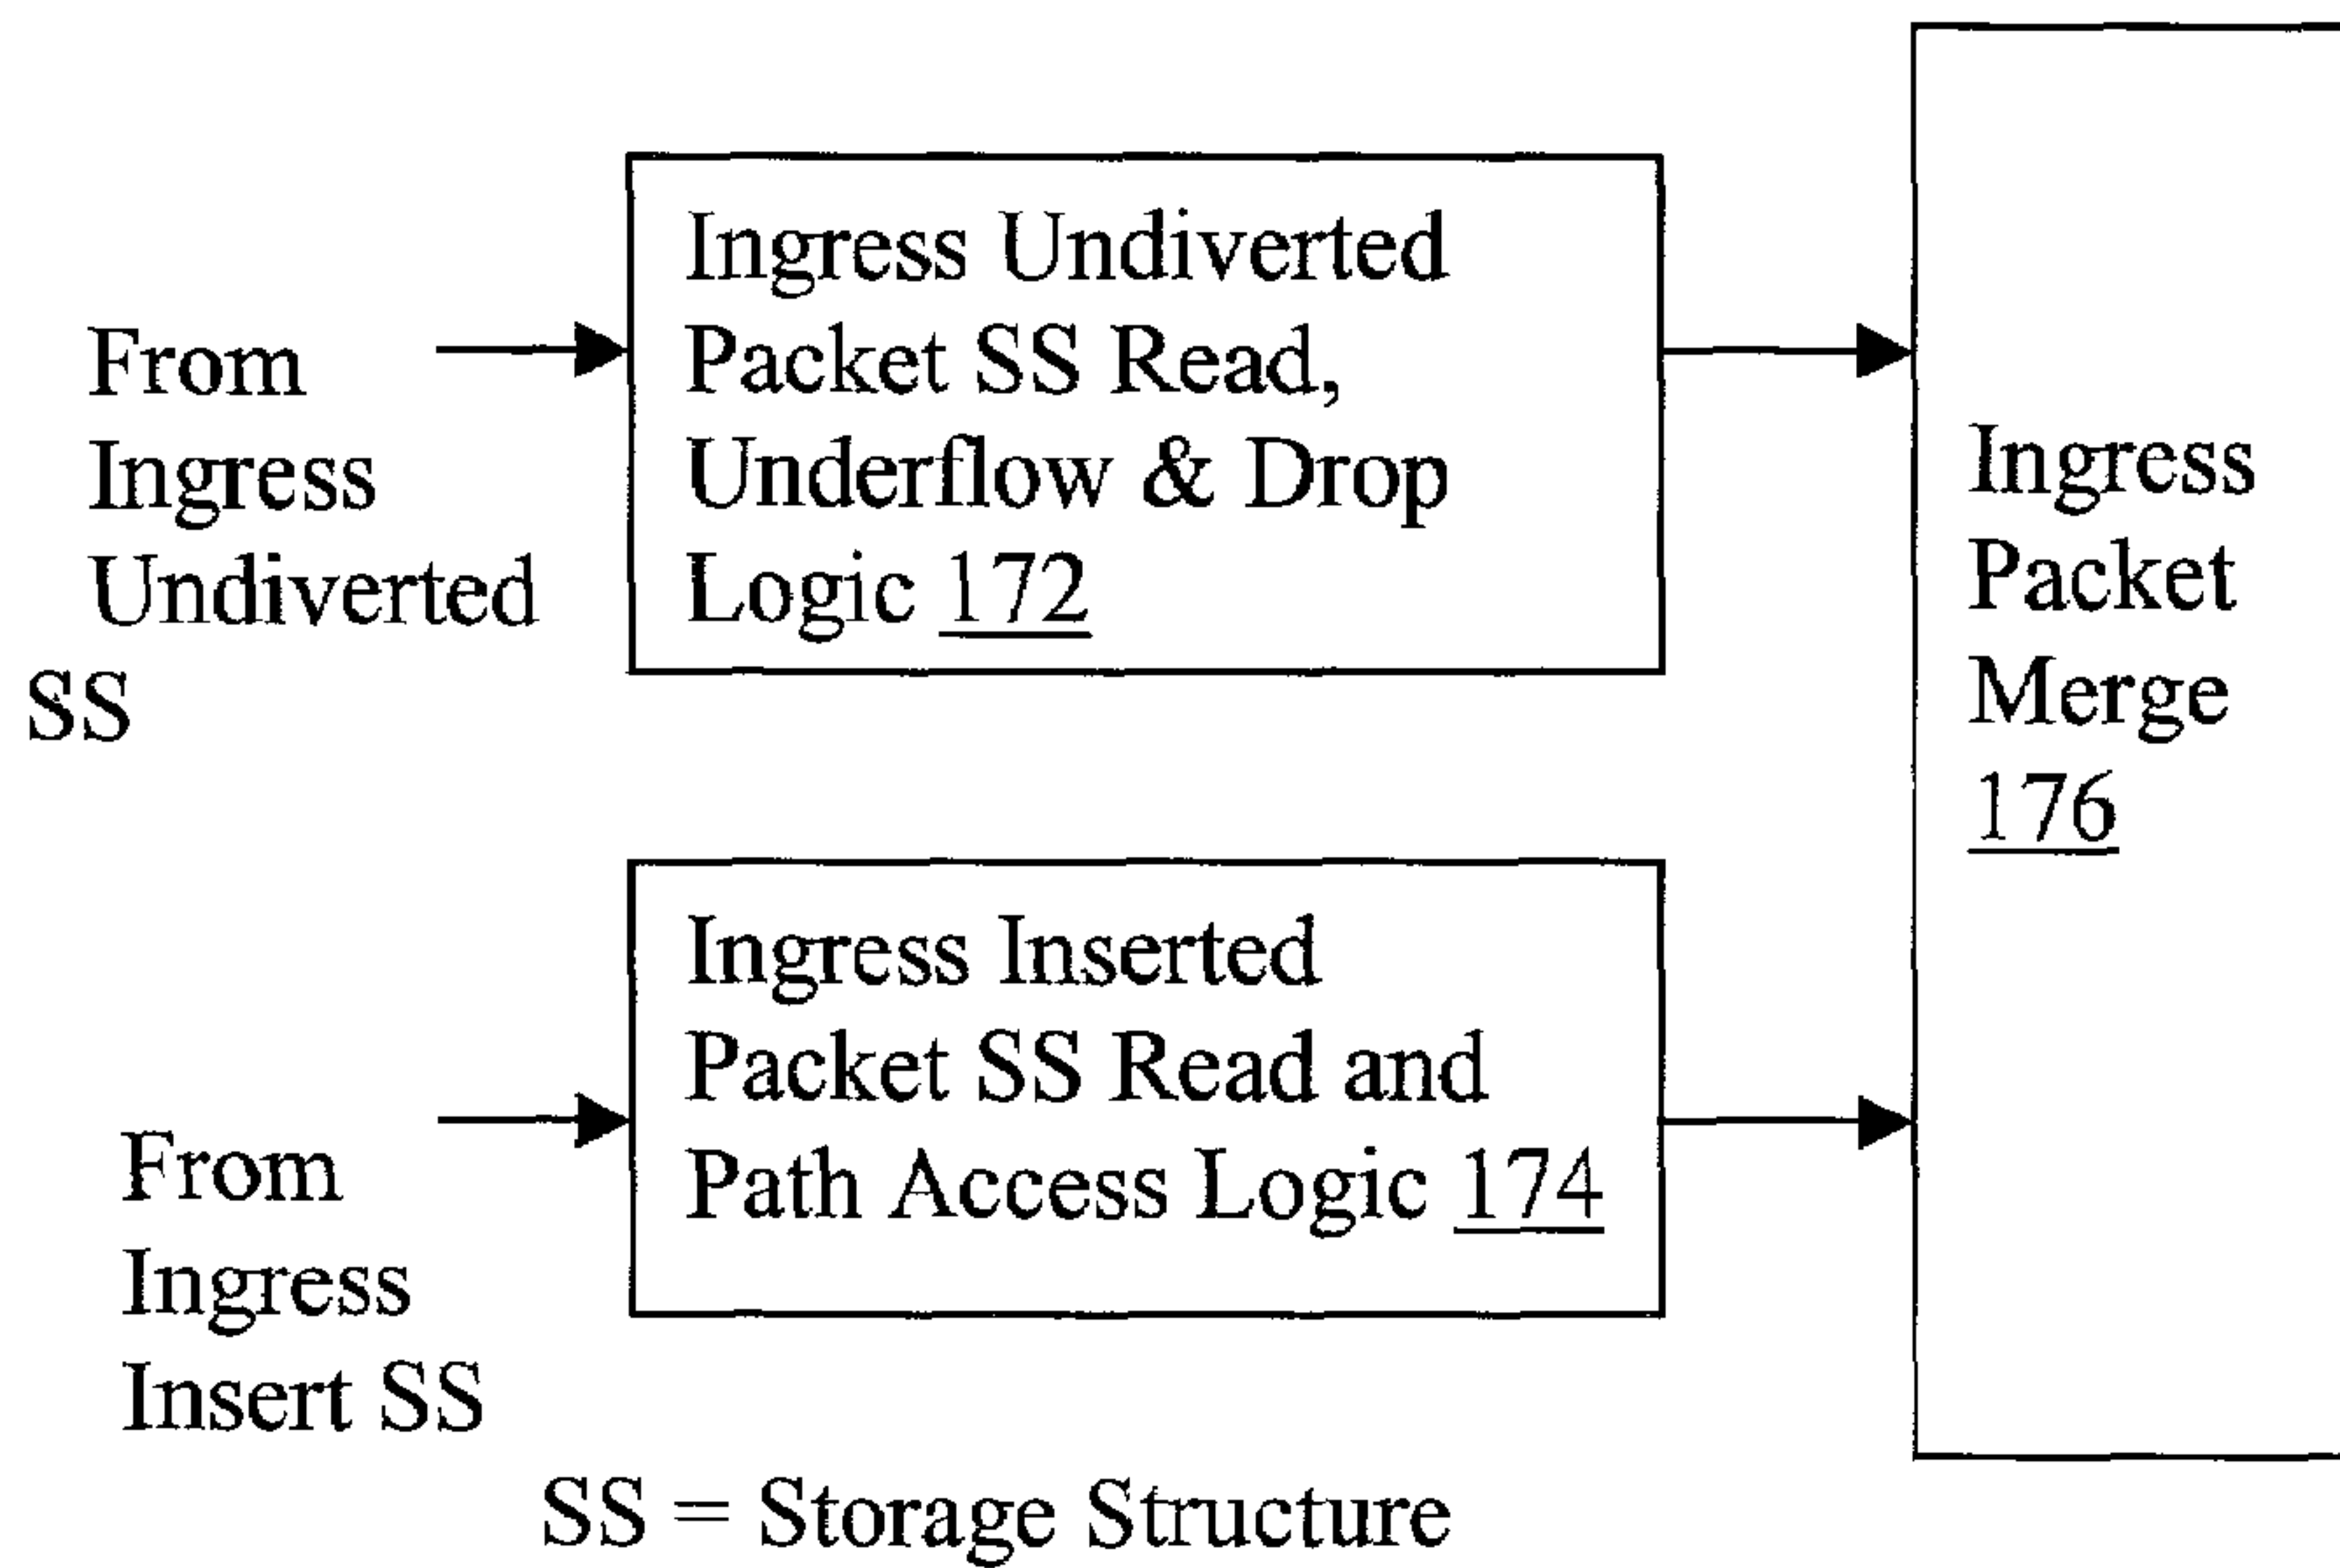 From
Ingress
Undiverted
SS
Ingress Undiverted
Packet SS Read,
Underflow & Drop
Logic 172
Ingress
Packet
Merge
176
From
Ingress
Insert SS
Ingress Inserted
Packet SS Read and
Path Access Logic 174
SS = Storage Structure